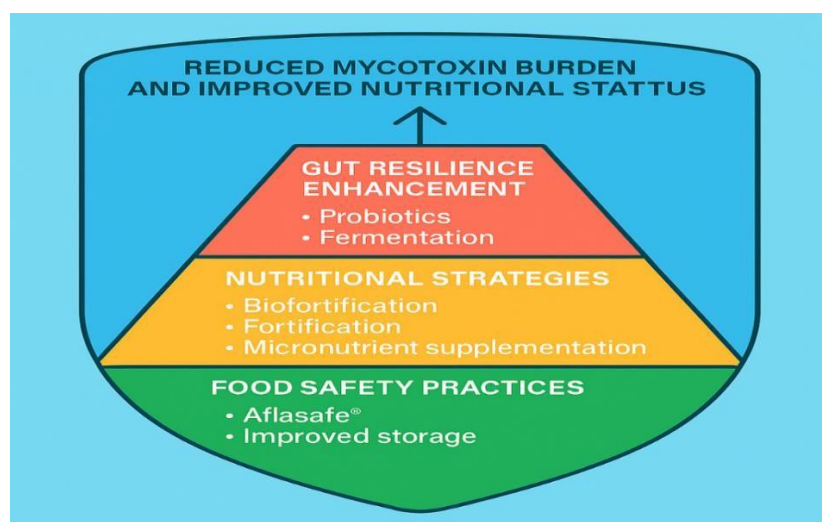 REDUCED MYCOTOXIN BURDEN
AND IMPROVED NUTRITIONAL STATTUS
GUT RESILIENCE
ENHANCEMENT
• Probiotics
• Fermentation
NUTRITIONAL STRATEGIES
• Biofortification
• Fortification
• Micronutrient supplementation
FOOD SAFETY PRACTICES
• Aflasafe®
• Improved storage